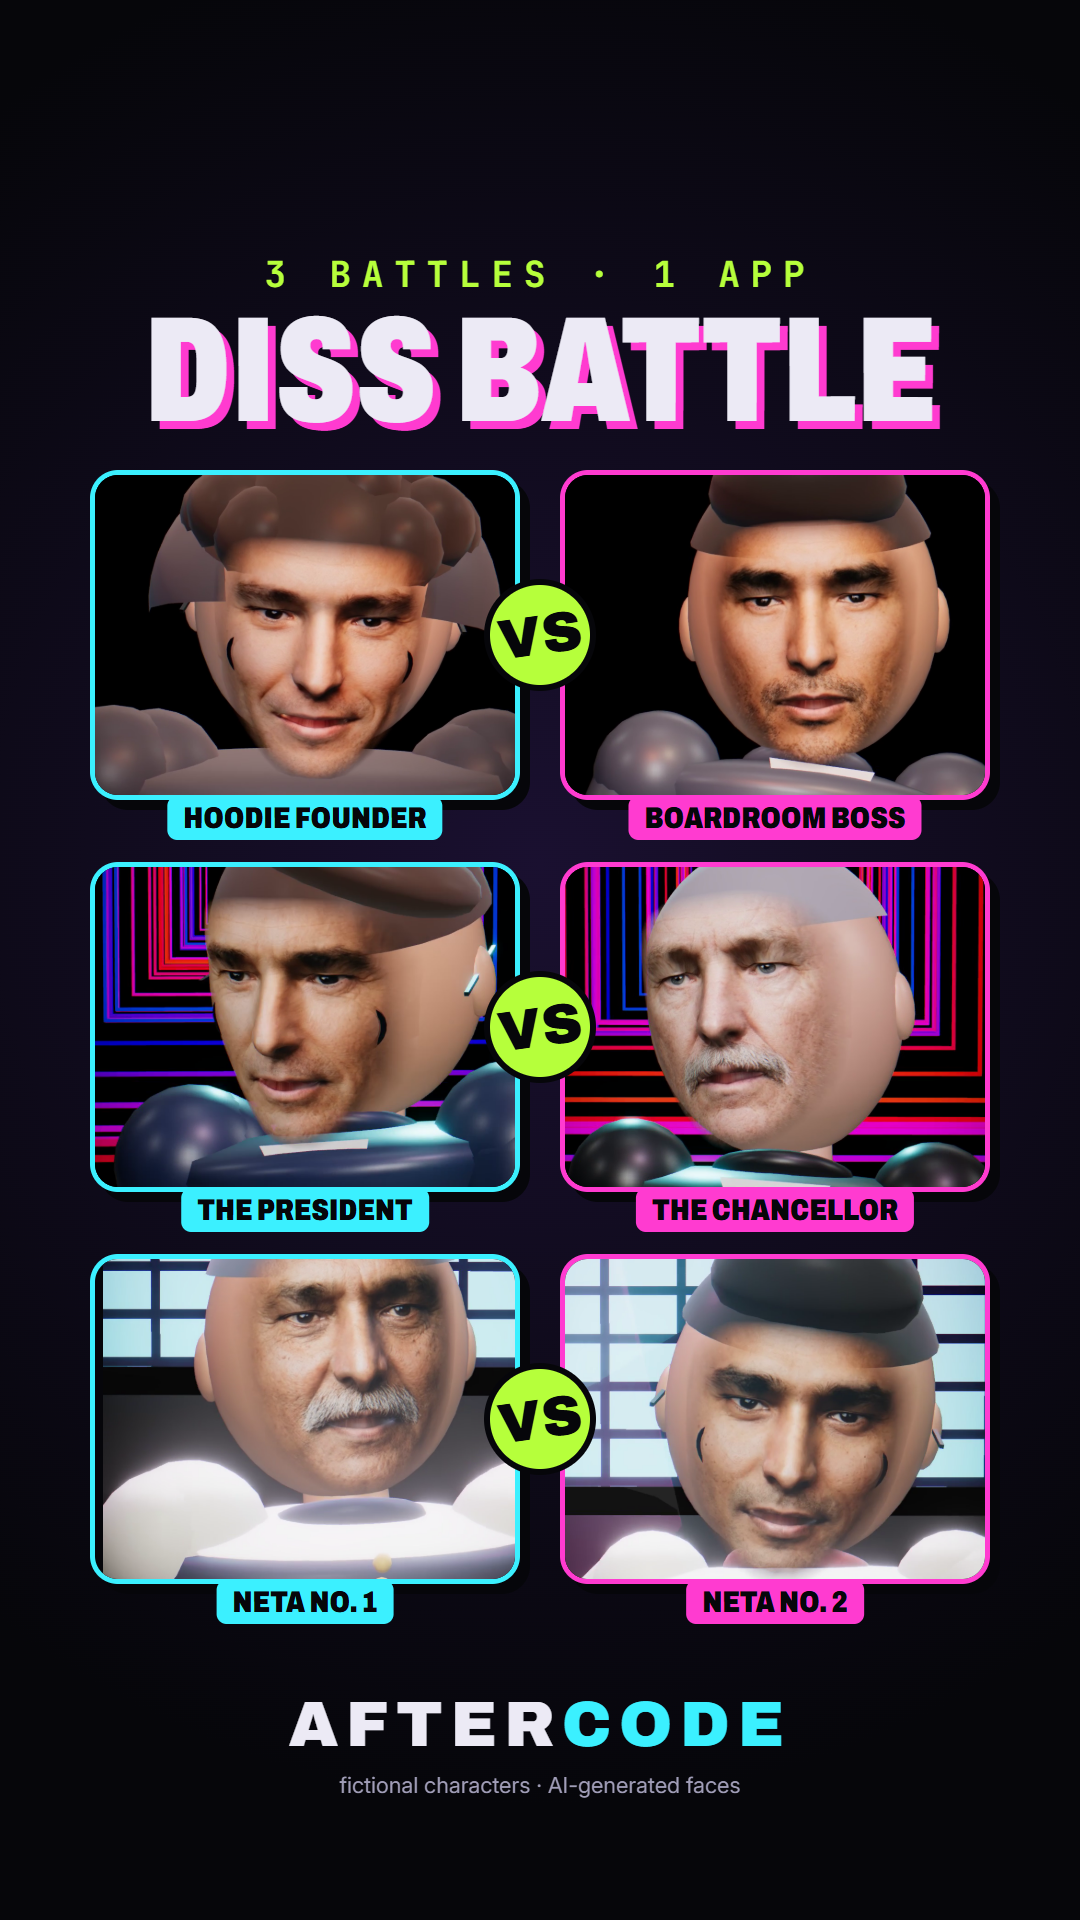 3 BATTLES · 1 APP
DISS BATTLE
VS
HOODIE FOUNDER
BOARDROOM BOSS
VS
THE PRESIDENT
THE CHANCELLOR
VS
NETA NO. 1
NETA NO. 2
AFTERCODE
fictional characters · AI-generated faces